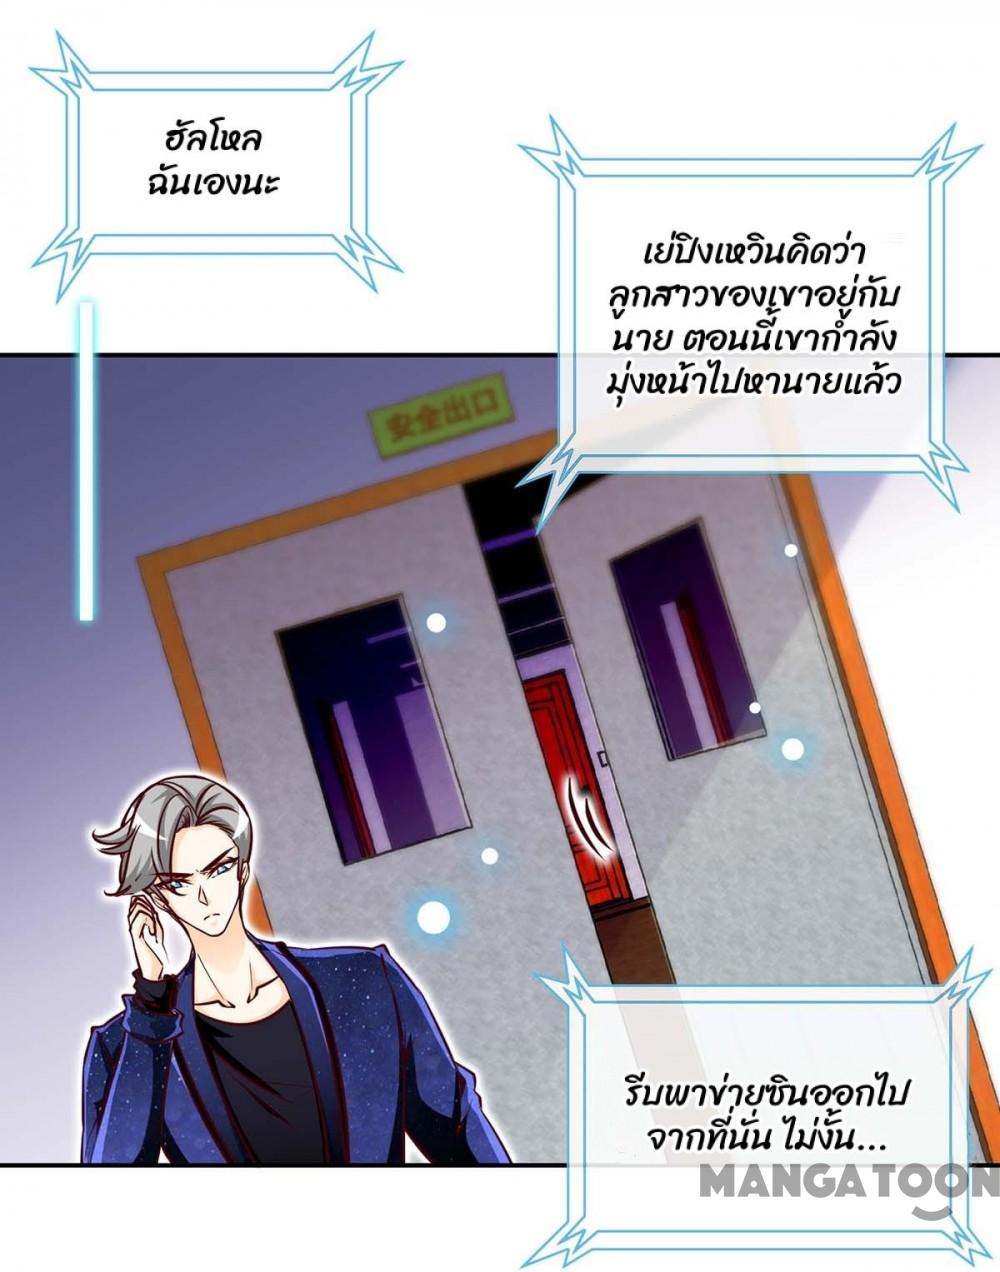 ฮัลโหล
ฉันเองนะ
เย่ปิงเหวินคิดว่า
ลูกสาวของเขาอยู่กับ
นาย ตอนนี้เขากำลัง
มุ่งหน้าไปหานายแล้ว
安全出口
รีบพาข่ายซินออกไป
จากที่นั่น ไม่งั้น...
MANGATOON